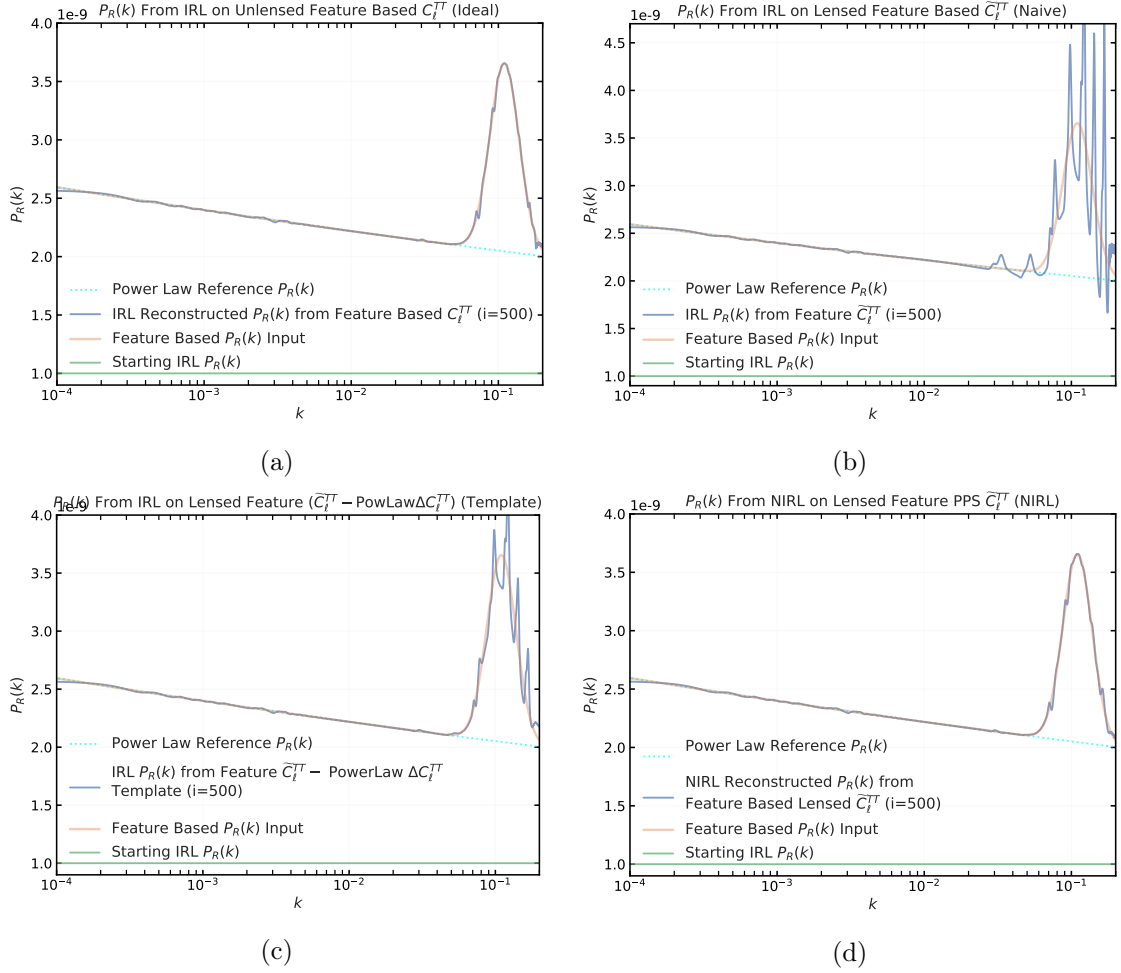 P_R(k) From IRL on Unlensed Feature Based C_ℓ^TT (Ideal)
1e-9
4.0
3.5
3.0
2.5
2.0
1.5
1.0
P_R(k)
Power Law Reference P_R(k)
IRL Reconstructed P_R(k) from Feature Based C_ℓ^TT (i=500)
Feature Based P_R(k) Input
Starting IRL P_R(k)
10^−4 10^−3 10^−2 10^−1
k
(a)
P_R(k) From IRL on Lensed Feature Based C̃_ℓ^TT (Naive)
1e-9
4.5
4.0
3.5
3.0
2.5
2.0
1.5
1.0
P_R(k)
Power Law Reference P_R(k)
IRL P_R(k) from Feature C̃_ℓ^TT (i=500)
Feature Based P_R(k) Input
Starting IRL P_R(k)
10^−4 10^−3 10^−2 10^−1
k
(b)
P_R(k) From IRL on Lensed Feature (C̃_ℓ^TT − PowLawΔC_ℓ^TT) (Template)
1e-9
4.0
3.5
3.0
2.5
2.0
1.5
1.0
P_R(k)
Power Law Reference P_R(k)
IRL P_R(k) from Feature C̃_ℓ^TT − PowerLaw ΔC_ℓ^TT
Template (i=500)
Feature Based P_R(k) Input
Starting IRL P_R(k)
10^−4 10^−3 10^−2 10^−1
k
(c)
P_R(k) From NIRL on Lensed Feature PPS C̃_ℓ^TT (NIRL)
1e-9
4.0
3.5
3.0
2.5
2.0
1.5
1.0
P_R(k)
Power Law Reference P_R(k)
NIRL Reconstructed P_R(k) from
Feature Based Lensed C̃_ℓ^TT (i=500)
Feature Based P_R(k) Input
Starting IRL P_R(k)
10^−4 10^−3 10^−2 10^−1
k
(d)